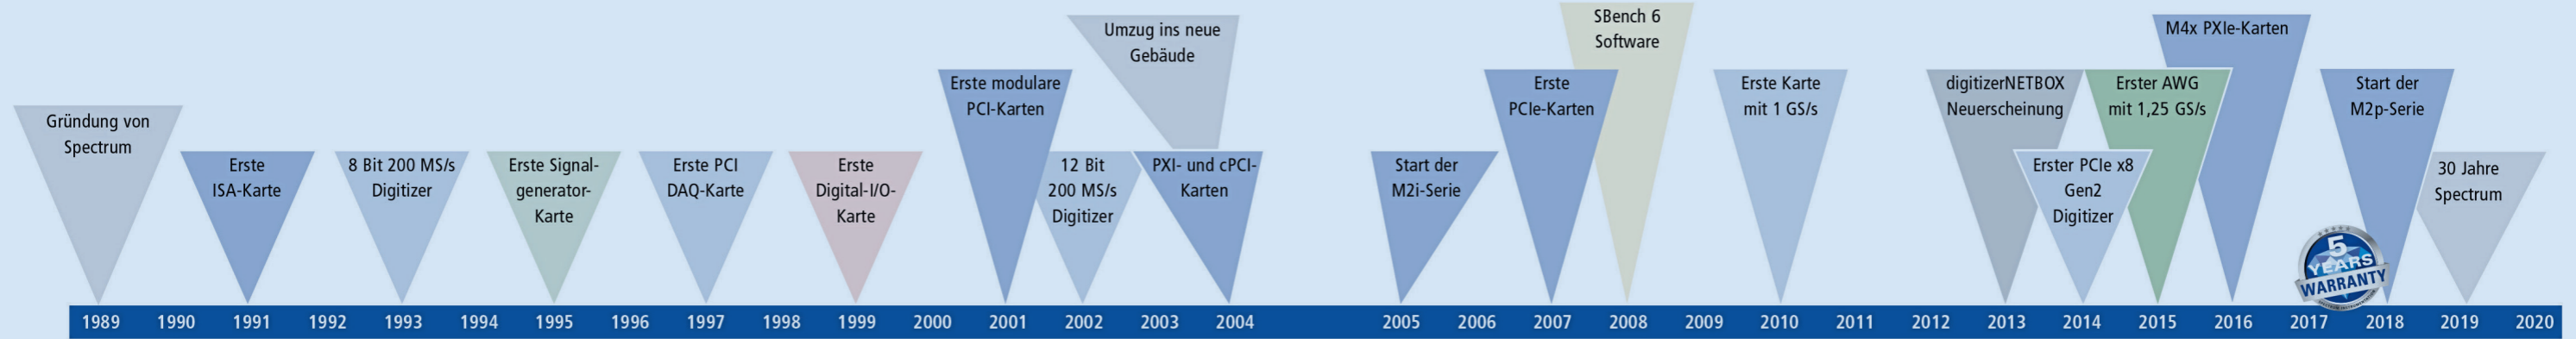 Gründung von
Spectrum
Erste
ISA-Karte
8 Bit 200 MS/s
Digitizer
Erste Signal-
generator-
Karte
Erste PCI
DAQ-Karte
Erste
Digital-I/O-
Karte
Erste modulare
PCI-Karten
12 Bit
200 MS/s
Digitizer
Umzug ins neue
Gebäude
PXI- und cPCI-
Karten
Start der
M2i-Serie
Erste
PCIe-Karten
SBench 6
Software
Erste Karte
mit 1 GS/s
digitizerNETBOX
Neuerscheinung
Erster PCIe x8
Gen2
Digitizer
Erster AWG
mit 1,25 GS/s
M4x PXIe-Karten
5
YEARS
WARRANTY
Start der
M2p-Serie
30 Jahre
Spectrum
1989 1990 1991 1992 1993 1994 1995 1996 1997 1998 1999 2000 2001 2002 2003 2004 2005 2006 2007 2008 2009 2010 2011 2012 2013 2014 2015 2016 2017 2018 2019 2020